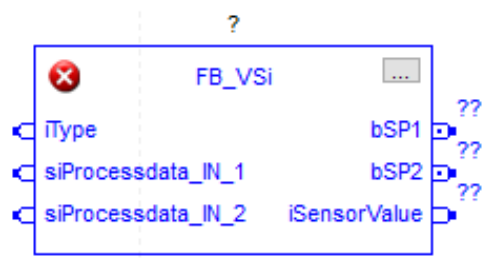 ?
FB_VSi
...
iType
bSP1
??
siProcessdata_IN_1
bSP2
??
siProcessdata_IN_2
iSensorValue
??